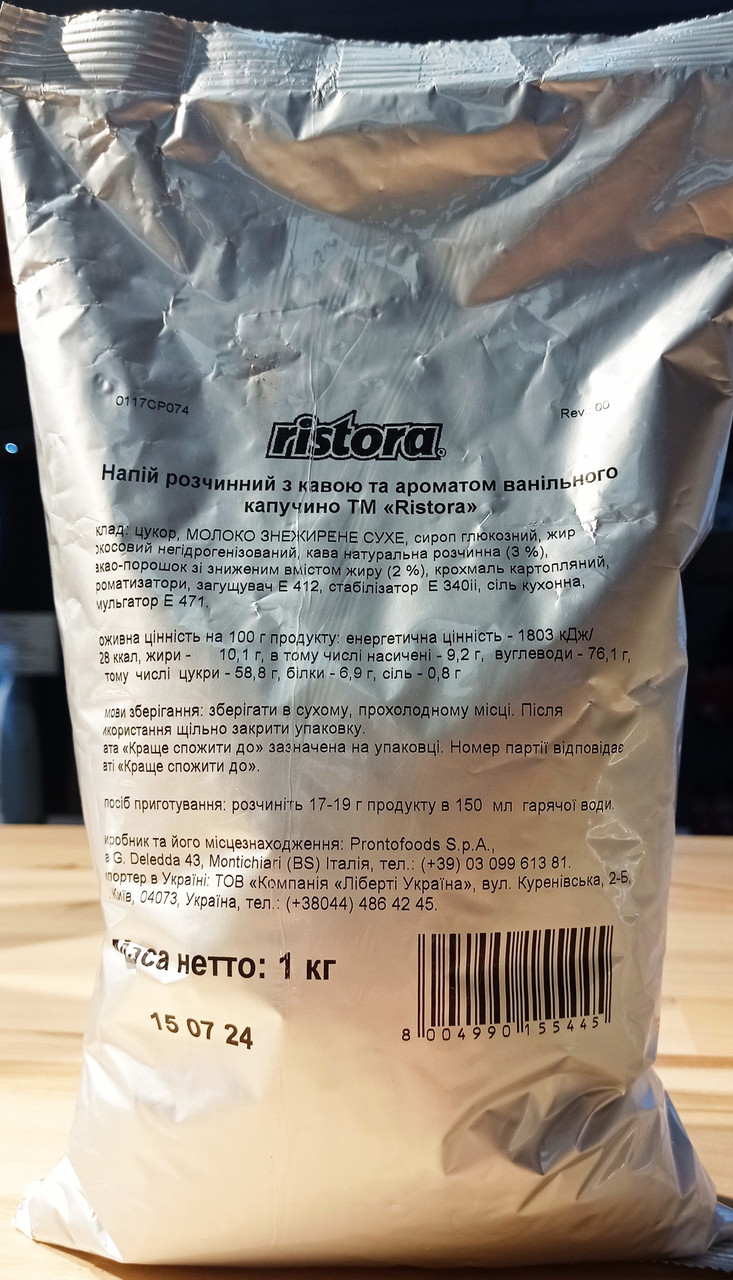 0117CP074
Rev. 00
ristora
Напій розчинний з кавою та ароматом ванільного
капучино ТМ «Ristora»
клад: цукор, МОЛОКО ЗНЕЖИРЕНЕ СУХЕ, сироп глюкозний, жир
окосовий негідрогенізований, кава натуральна розчинна (3 %),
акао-порошок зі зниженим вмістом жиру (2 %), крохмаль картопляний,
роматизатори, загущувач Е 412, стабілізатор Е 340ii, сіль кухонна,
мульгатор Е 471.
оживна цінність на 100 г продукту: енергетична цінність - 1803 кДж/
28 ккал, жири - 10,1 г, в тому числі насичені - 9,2 г, вуглеводи - 76,1 г,
тому числі цукри - 58,8 г, білки - 6,9 г, сіль - 0,8 г
мови зберігання: зберігати в сухому, прохолодному місці. Після
икористання щільно закрити упаковку.
ата «Краще спожити до» зазначена на упаковці. Номер партії відповідає
аті «Краще спожити до».
посіб приготування: розчиніть 17-19 г продукту в 150 мл гарячої води.
иробник та його місцезнаходження: Prontofoods S.p.A.,
a G. Deledda 43, Montichiari (BS) Італія, тел.: (+39) 03 099 613 81.
мпортер в Україні: ТОВ «Компанія «Ліберті Україна», вул. Куренівська, 2-Б,
Київ, 04073, Україна, тел.: (+38044) 486 42 45.
Маса нетто: 1 кг
15 07 24
8 004990 155445